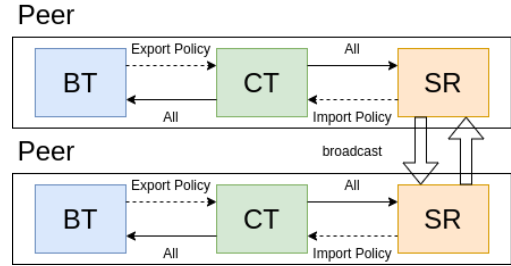 Peer
Export Policy
All
BT
CT
SR
All
Import Policy
Peer
broadcast
Export Policy
All
BT
CT
SR
All
Import Policy